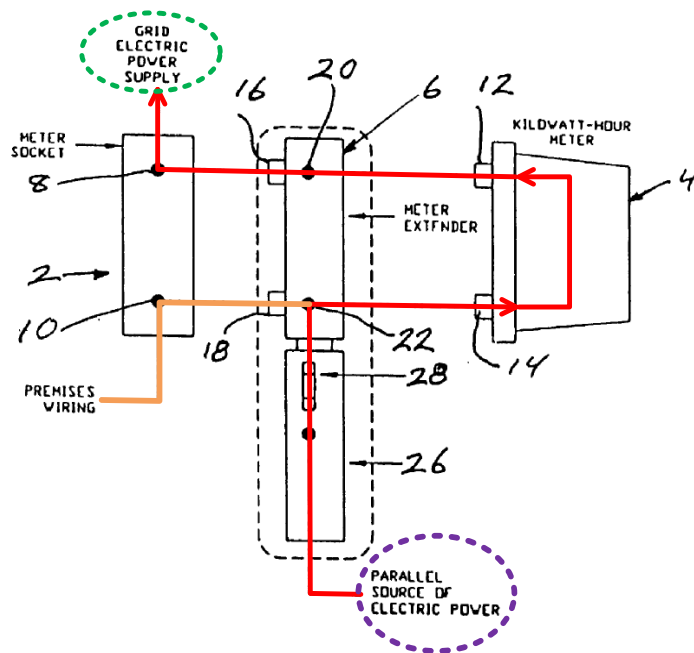 GRID
ELECTRIC
POWER
SUPPLY
20
16
6
12
METER
SOCKET
KILDWATT-HOUR
METER
8
4
METER
EXTENDER
2
10
18
22
14
PREMISES
WIRING
28
26
PARALLEL
SOURCE OF
ELECTRIC POWER